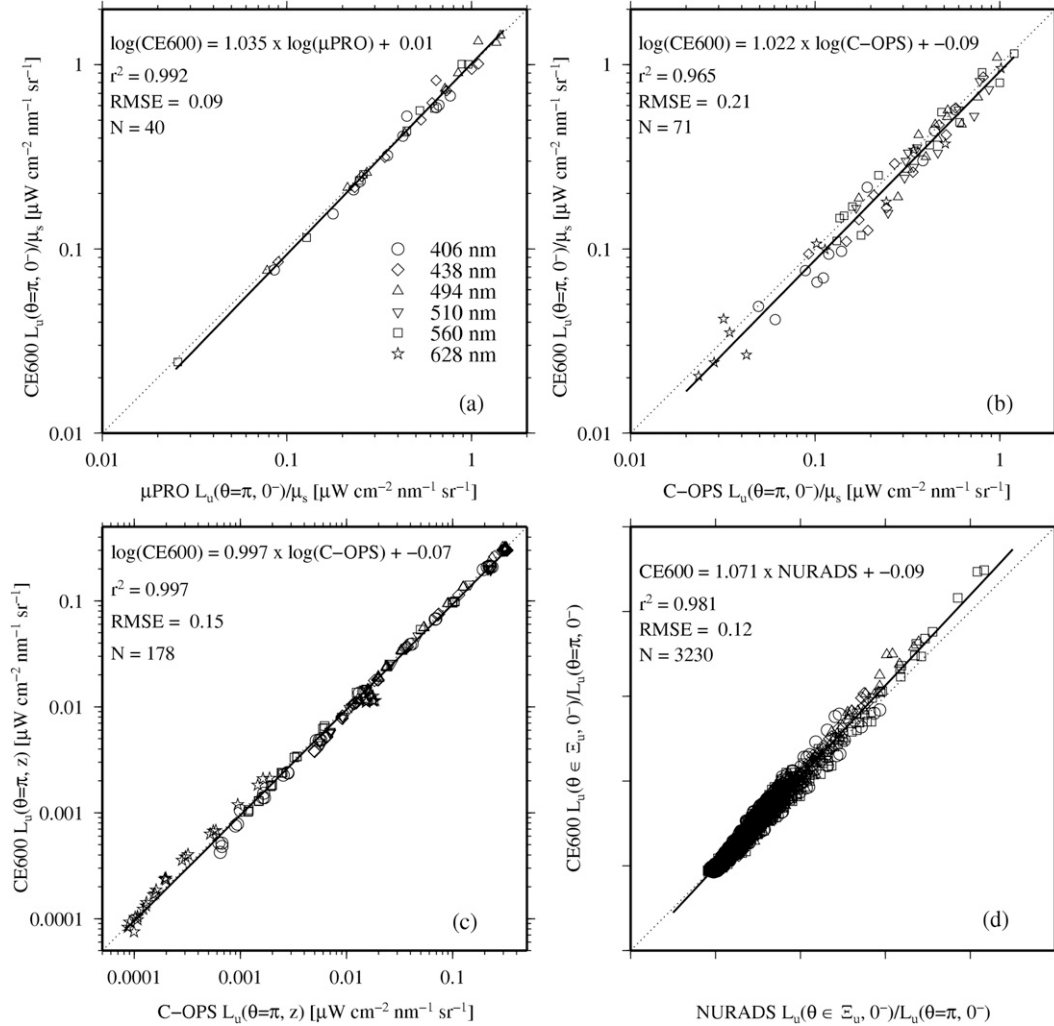 log(CE600) = 1.035 x log(μPRO) + 0.01
r² = 0.992
RMSE = 0.09
N = 40
406 nm
438 nm
494 nm
510 nm
560 nm
628 nm
(a)
1
0.1
0.01
0.01 0.1 1
CE600 Lᵤ(θ=π, 0⁻)/μₛ [μW cm⁻² nm⁻¹ sr⁻¹]
μPRO Lᵤ(θ=π, 0⁻)/μₛ [μW cm⁻² nm⁻¹ sr⁻¹]
log(CE600) = 1.022 x log(C−OPS) + −0.09
r² = 0.965
RMSE = 0.21
N = 71
(b)
1
0.1
0.01
0.01 0.1 1
CE600 Lᵤ(θ=π, 0⁻)/μₛ [μW cm⁻² nm⁻¹ sr⁻¹]
C−OPS Lᵤ(θ=π, 0⁻)/μₛ [μW cm⁻² nm⁻¹ sr⁻¹]
log(CE600) = 0.997 x log(C−OPS) + −0.07
r² = 0.997
RMSE = 0.15
N = 178
(c)
0.1
0.01
0.001
0.0001
0.0001 0.001 0.01 0.1
CE600 Lᵤ(θ=π, z) [μW cm⁻² nm⁻¹ sr⁻¹]
C−OPS Lᵤ(θ=π, z) [μW cm⁻² nm⁻¹ sr⁻¹]
CE600 = 1.071 x NURADS + −0.09
r² = 0.981
RMSE = 0.12
N = 3230
(d)
CE600 Lᵤ(θ ∈ Ξᵤ, 0⁻)/Lᵤ(θ=π, 0⁻)
NURADS Lᵤ(θ ∈ Ξᵤ, 0⁻)/Lᵤ(θ=π, 0⁻)